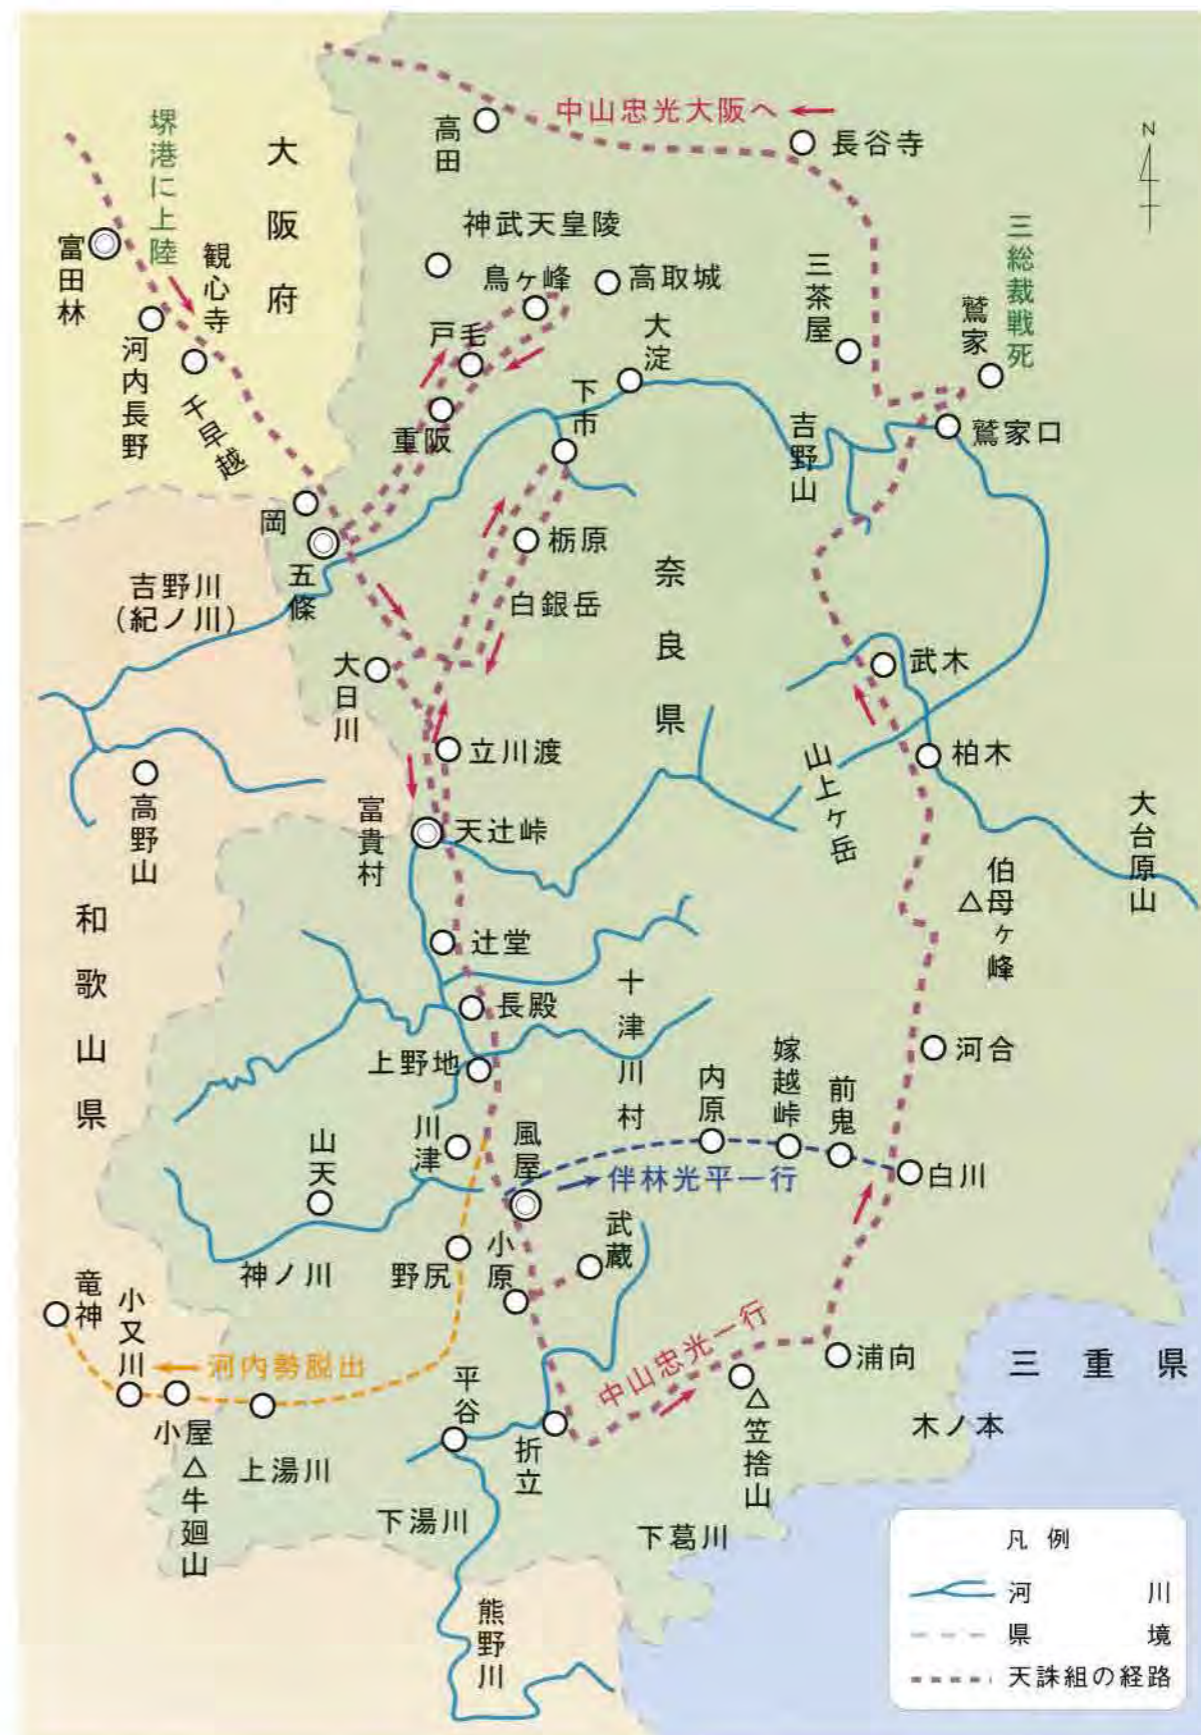 中山忠光大阪へ
高田
長谷寺
N
堺港に上陸
大阪府
富田林
観心寺
河内長野
千早越
神武天皇陵
鳥ヶ峰
高取城
戸毛
重阪
大淀
下市
三茶屋
鷲家
三総裁戦死
鷲家口
吉野山
岡
五條
吉野川
(紀ノ川)
栃原
白銀岳
奈良県
大日川
武木
立川渡
柏木
山上ヶ岳
高野山
富貴村
天辻峠
大台原山
伯母ヶ峰
和歌山県
辻堂
長殿
十津川村
上野地
河合
嫁越峠
内原
前鬼
川津
風屋
山天
伴林光平一行
白川
武蔵
小原
神ノ川
野尻
竜神
小又川
河内勢脱出
中山忠光一行
浦向
三重県
平谷
小屋
上湯川
折立
笠捨山
木ノ本
牛廻山
下湯川
下葛川
熊野川
凡例
河川
県境
天誅組の経路